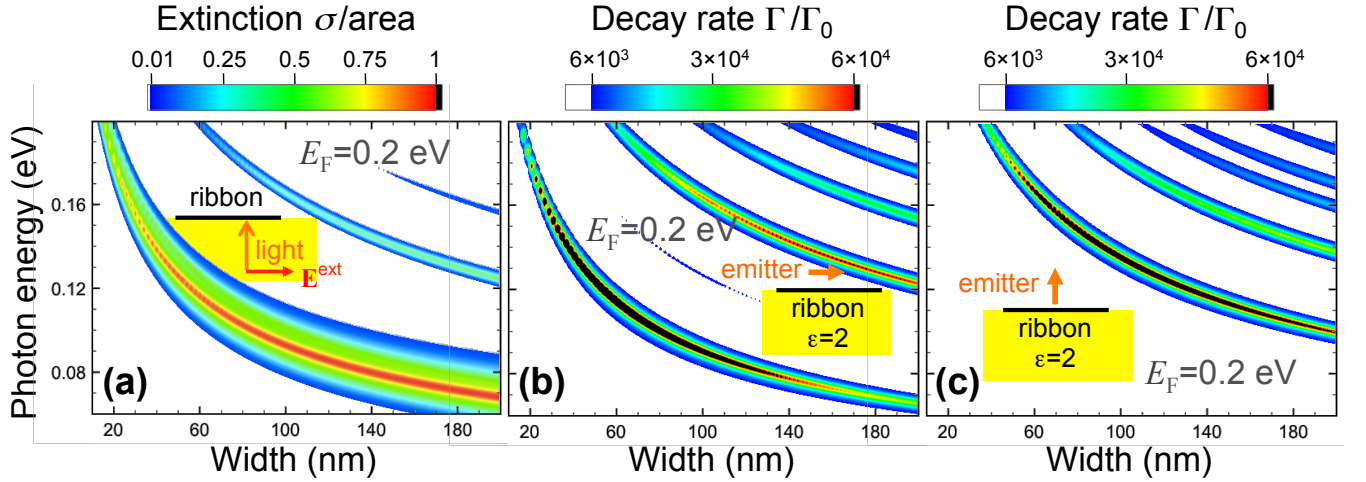 Extinction σ/area
0.01 0.25 0.5 0.75 1
Decay rate Γ/Γ₀
6×10³ 3×10⁴ 6×10⁴
Decay rate Γ/Γ₀
6×10³ 3×10⁴ 6×10⁴
Photon energy (eV)
0.16
0.12
0.08
E_F=0.2 eV
ribbon
light
E^ext
(a)
20 60 100 140 180
Width (nm)
E_F=0.2 eV
emitter
ribbon
ε=2
(b)
20 60 100 140 180
Width (nm)
emitter
ribbon
ε=2
E_F=0.2 eV
(c)
20 60 100 140 180
Width (nm)